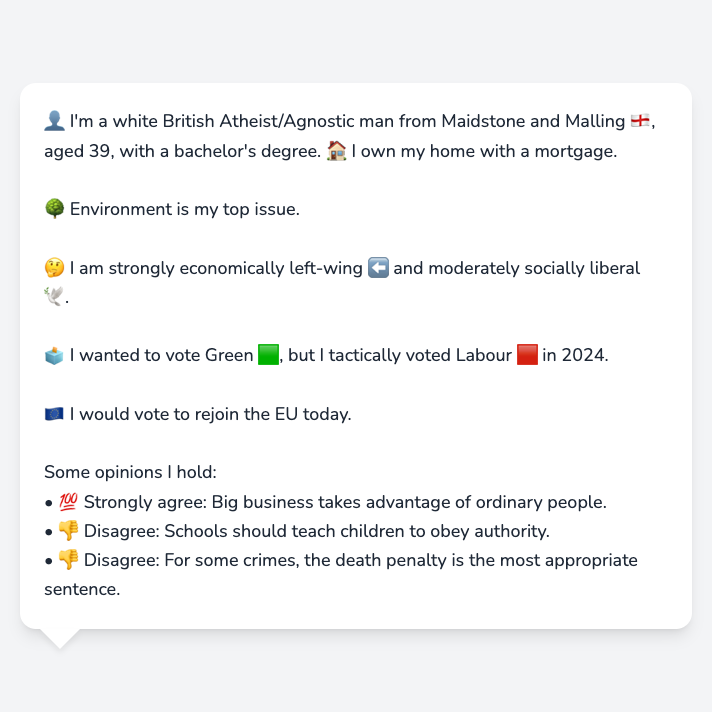 👤 I'm a white British Atheist/Agnostic man from Maidstone and Malling 🏴󠁧󠁢󠁥󠁮󠁧󠁿,
aged 39, with a bachelor's degree. 🏠 I own my home with a mortgage.
🌳 Environment is my top issue.
🤔 I am strongly economically left-wing ⬅️ and moderately socially liberal
🕊️.
🗳️ I wanted to vote Green 🟩, but I tactically voted Labour 🟥 in 2024.
🇪🇺 I would vote to rejoin the EU today.
Some opinions I hold:
• 💯 Strongly agree: Big business takes advantage of ordinary people.
• 👎 Disagree: Schools should teach children to obey authority.
• 👎 Disagree: For some crimes, the death penalty is the most appropriate
sentence.